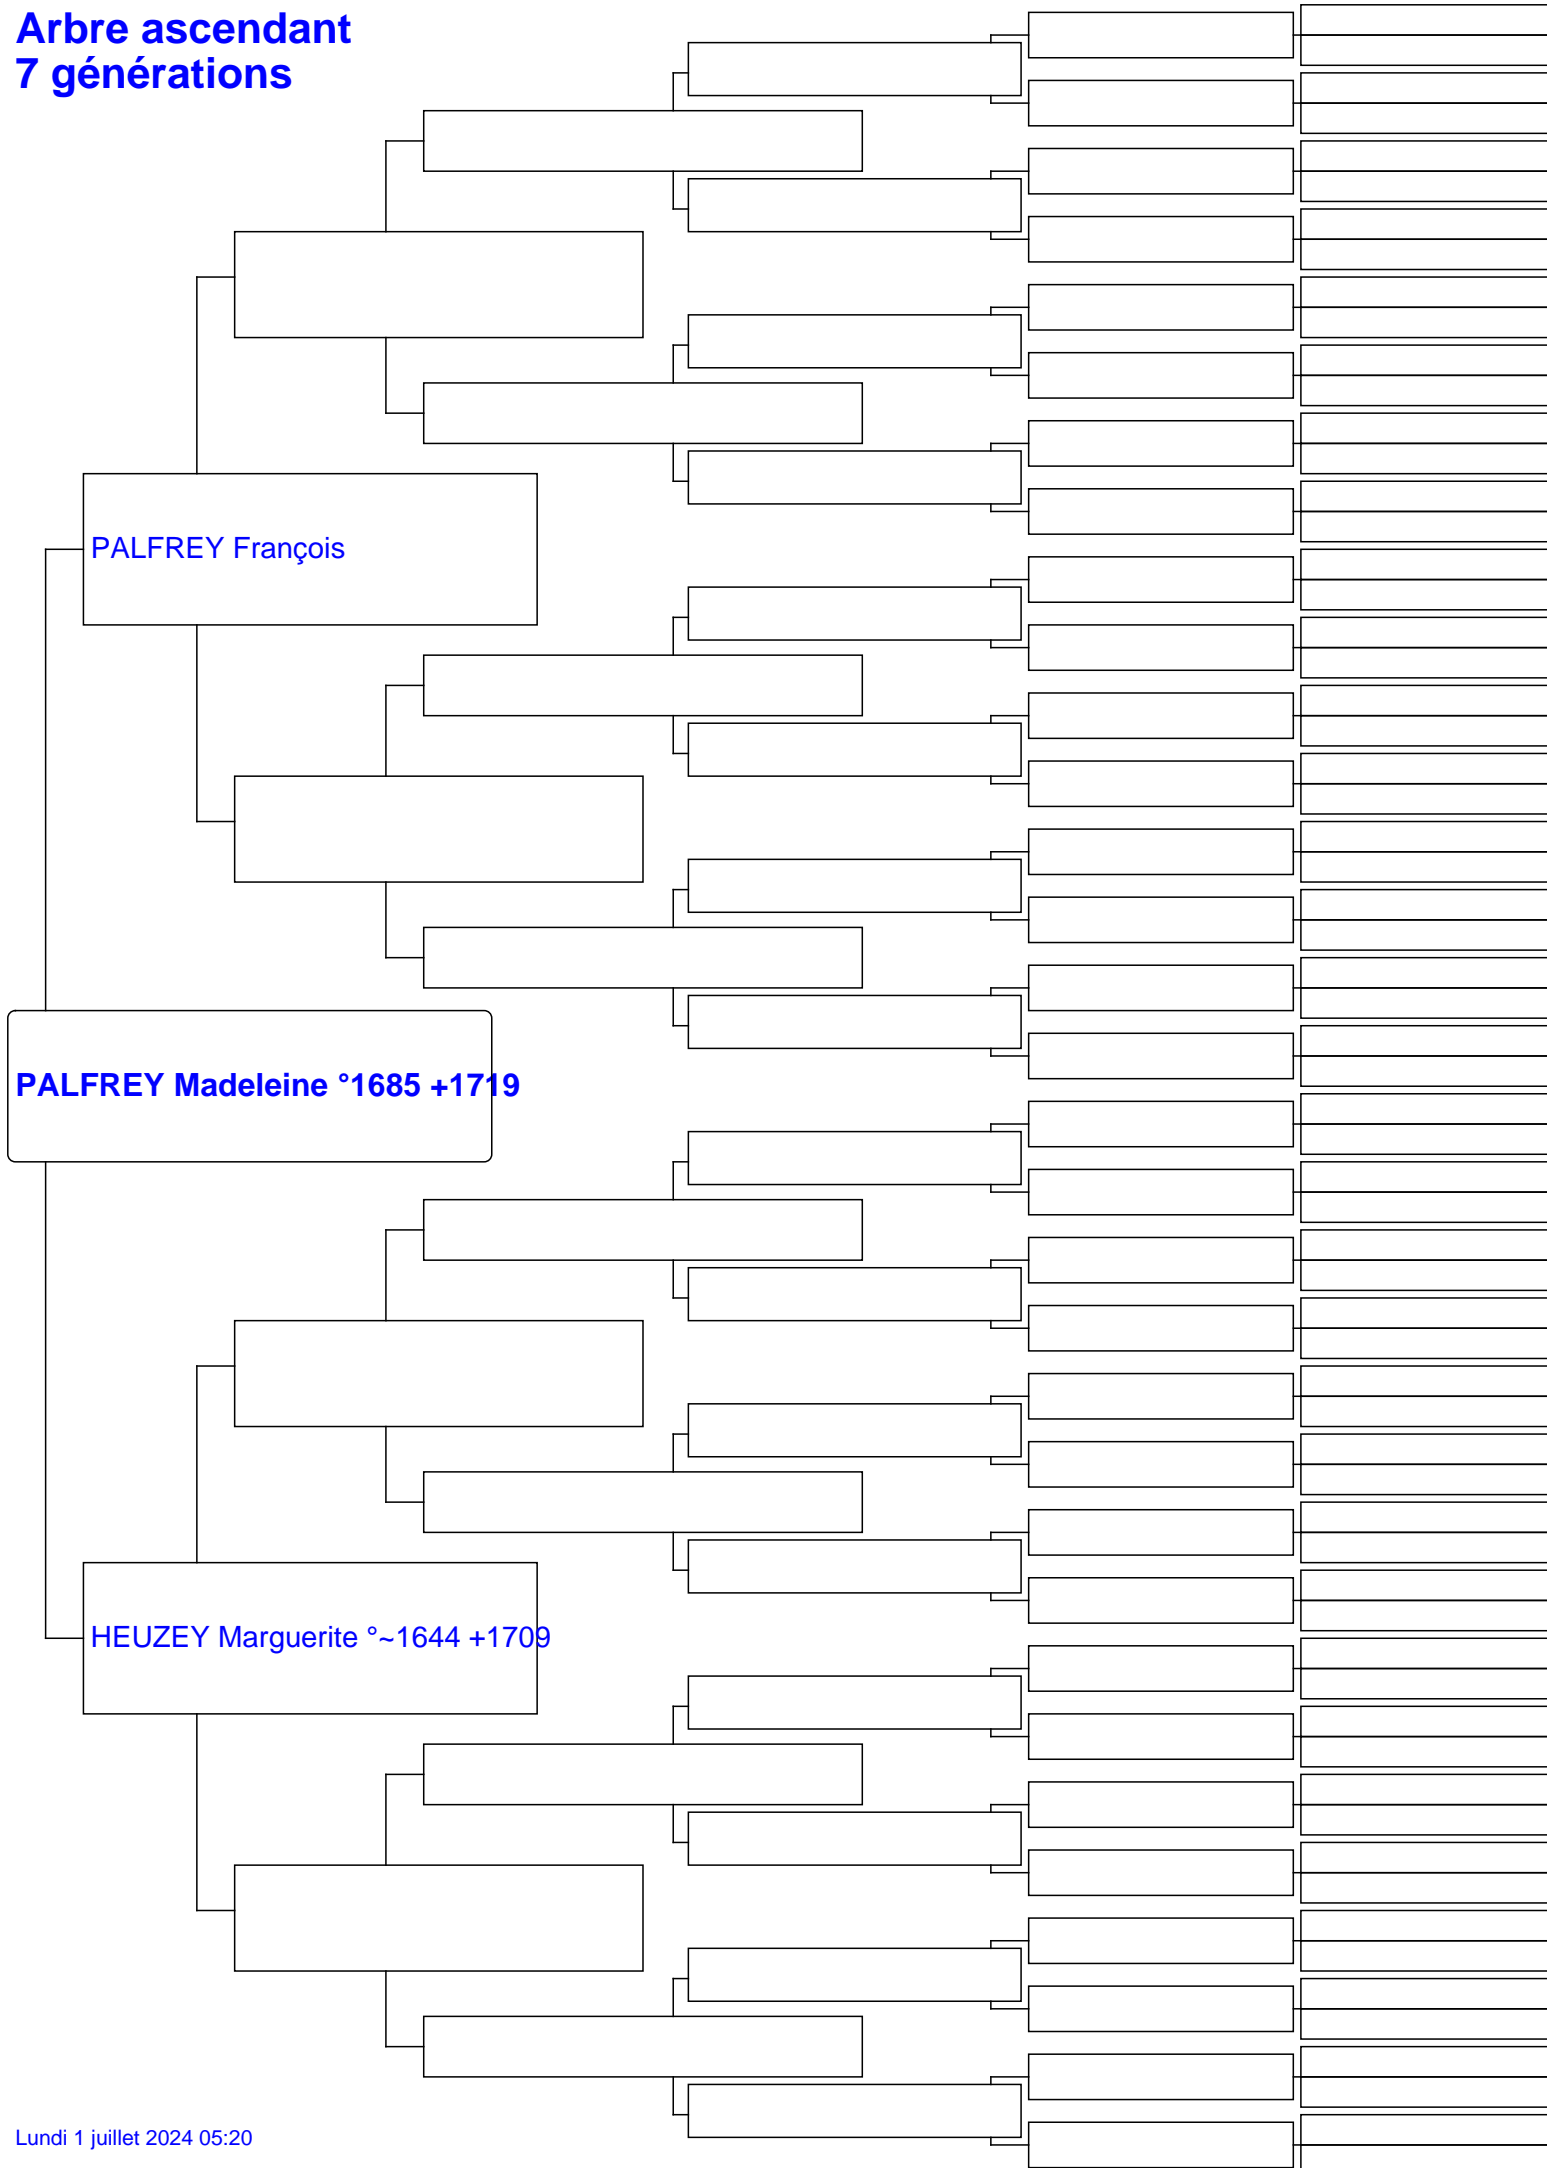 Arbre ascendant
7 générations
PALFREY François
PALFREY Madeleine °1685 +1719
HEUZEY Marguerite °~1644 +1709
Lundi 1 juillet 2024 05:20